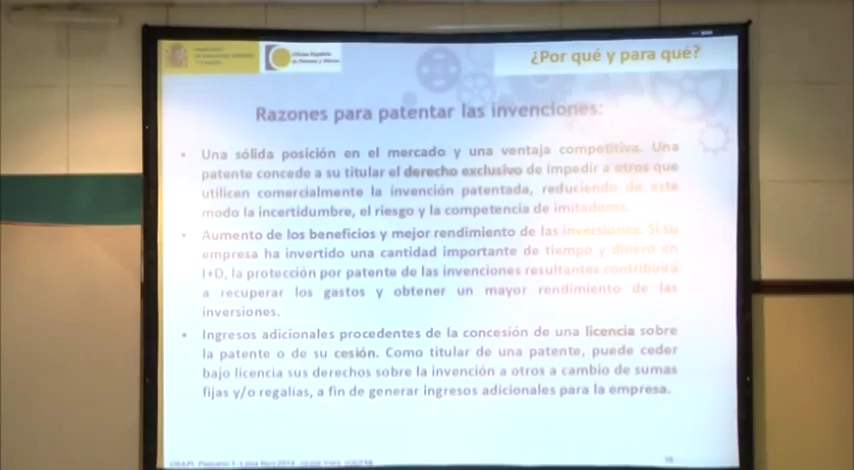 Oficina Española
de Patentes y Marcas
¿Por qué y para qué?
Razones para patentar las invenciones:
• Una sólida posición en el mercado y una ventaja competitiva. Una
patente concede a su titular el derecho exclusivo de impedir a otros que
utilicen comercialmente la invención patentada, reduciendo de este
modo la incertidumbre, el riesgo y la competencia de imitadores.
• Aumento de los beneficios y mejor rendimiento de las inversiones. Si su
empresa ha invertido una cantidad importante de tiempo y dinero en
I+D, la protección por patente de las invenciones resultantes contribuirá
a recuperar los gastos y obtener un mayor rendimiento de las
inversiones.
• Ingresos adicionales procedentes de la concesión de una licencia sobre
la patente o de su cesión. Como titular de una patente, puede ceder
bajo licencia sus derechos sobre la invención a otros a cambio de sumas
fijas y/o regalías, a fin de generar ingresos adicionales para la empresa.